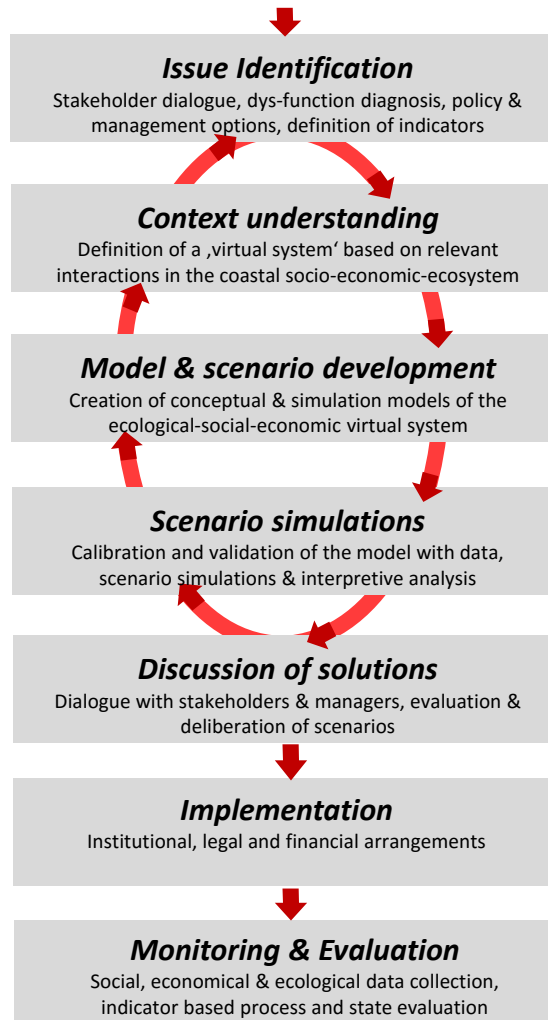 Issue Identification
Stakeholder dialogue, dys-function diagnosis, policy &
management options, definition of indicators
Context understanding
Definition of a ‚virtual system‘ based on relevant
interactions in the coastal socio-economic-ecosystem
Model & scenario development
Creation of conceptual & simulation models of the
ecological-social-economic virtual system
Scenario simulations
Calibration and validation of the model with data,
scenario simulations & interpretive analysis
Discussion of solutions
Dialogue with stakeholders & managers, evaluation &
deliberation of scenarios
Implementation
Institutional, legal and financial arrangements
Monitoring & Evaluation
Social, economical & ecological data collection,
indicator based process and state evaluation